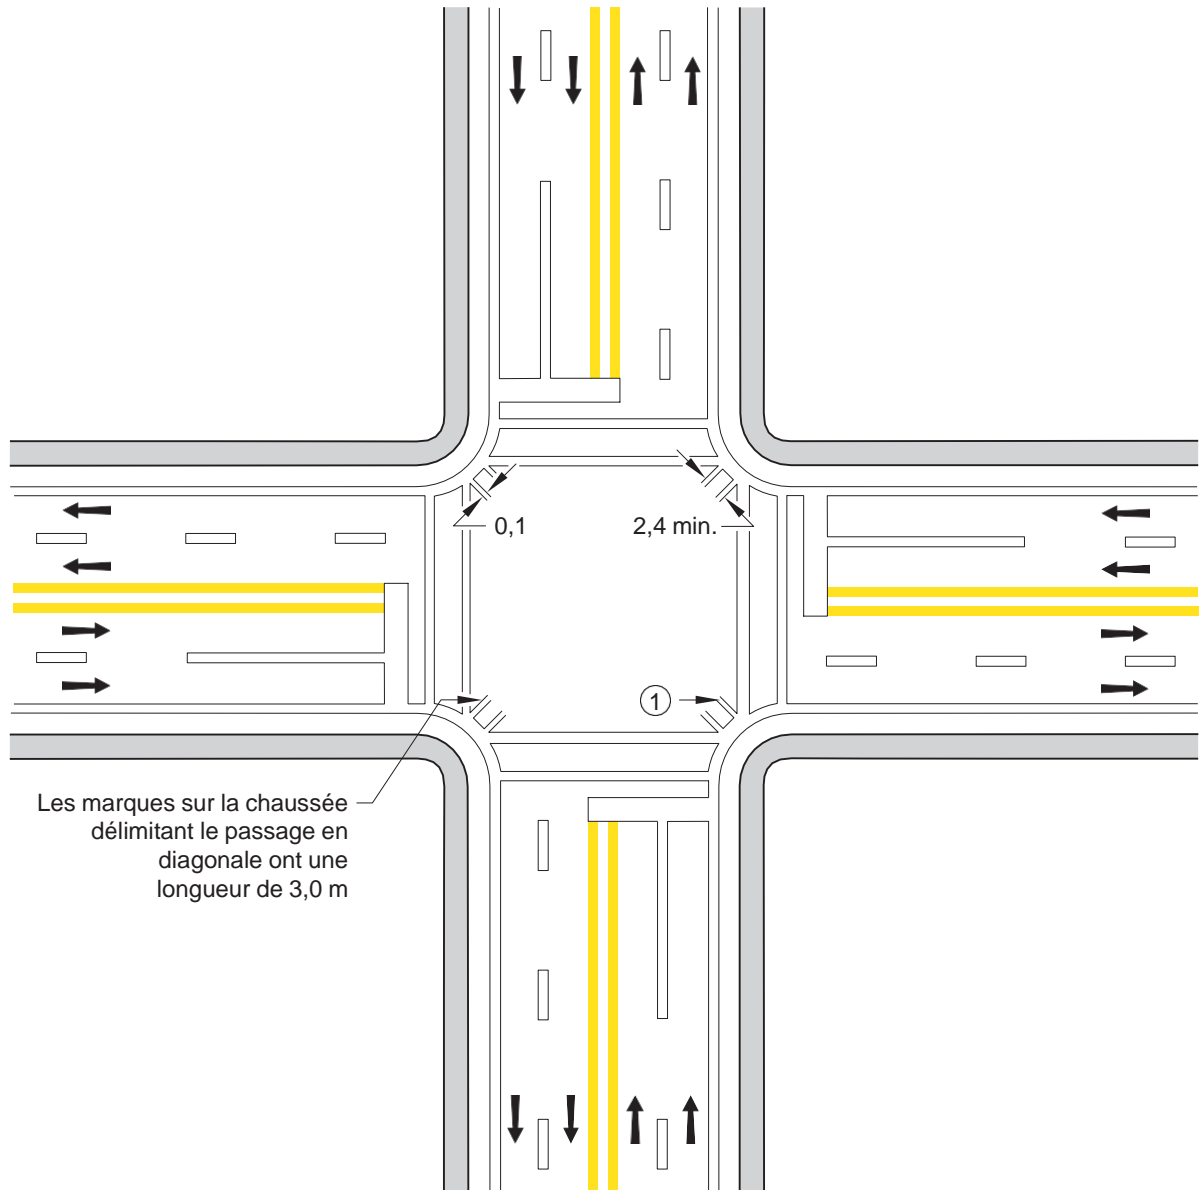 0,1
2,4 min.
1
Les marques sur la chaussée
délimitant le passage en
diagonale ont une
longueur de 3,0 m